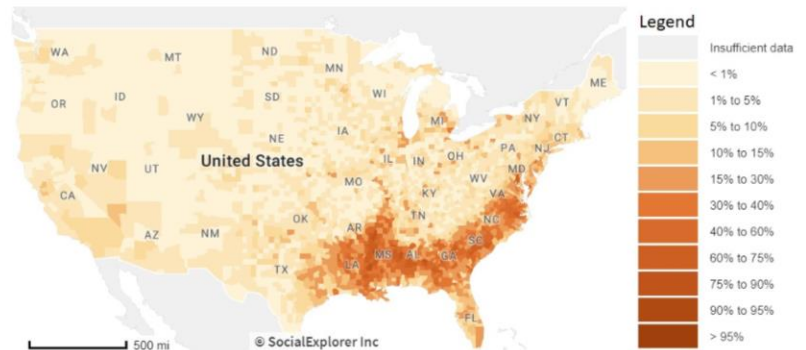 Legend
Insufficient data
< 1%
1% to 5%
5% to 10%
10% to 15%
15% to 30%
30% to 40%
40% to 60%
60% to 75%
75% to 90%
90% to 95%
> 95%
WA
MT
ND
MN
ME
OR
ID
SD
WI
MI
VT
NY
WY
IA
CT
NE
PA
NJ
United States
NV
UT
IL
IN
OH
MD
CA
MO
KY
WV
VA
AZ
NM
OK
AR
TN
NC
SC
TX
LA
MS
AL
GA
FL
500 mi
© SocialExplorer Inc